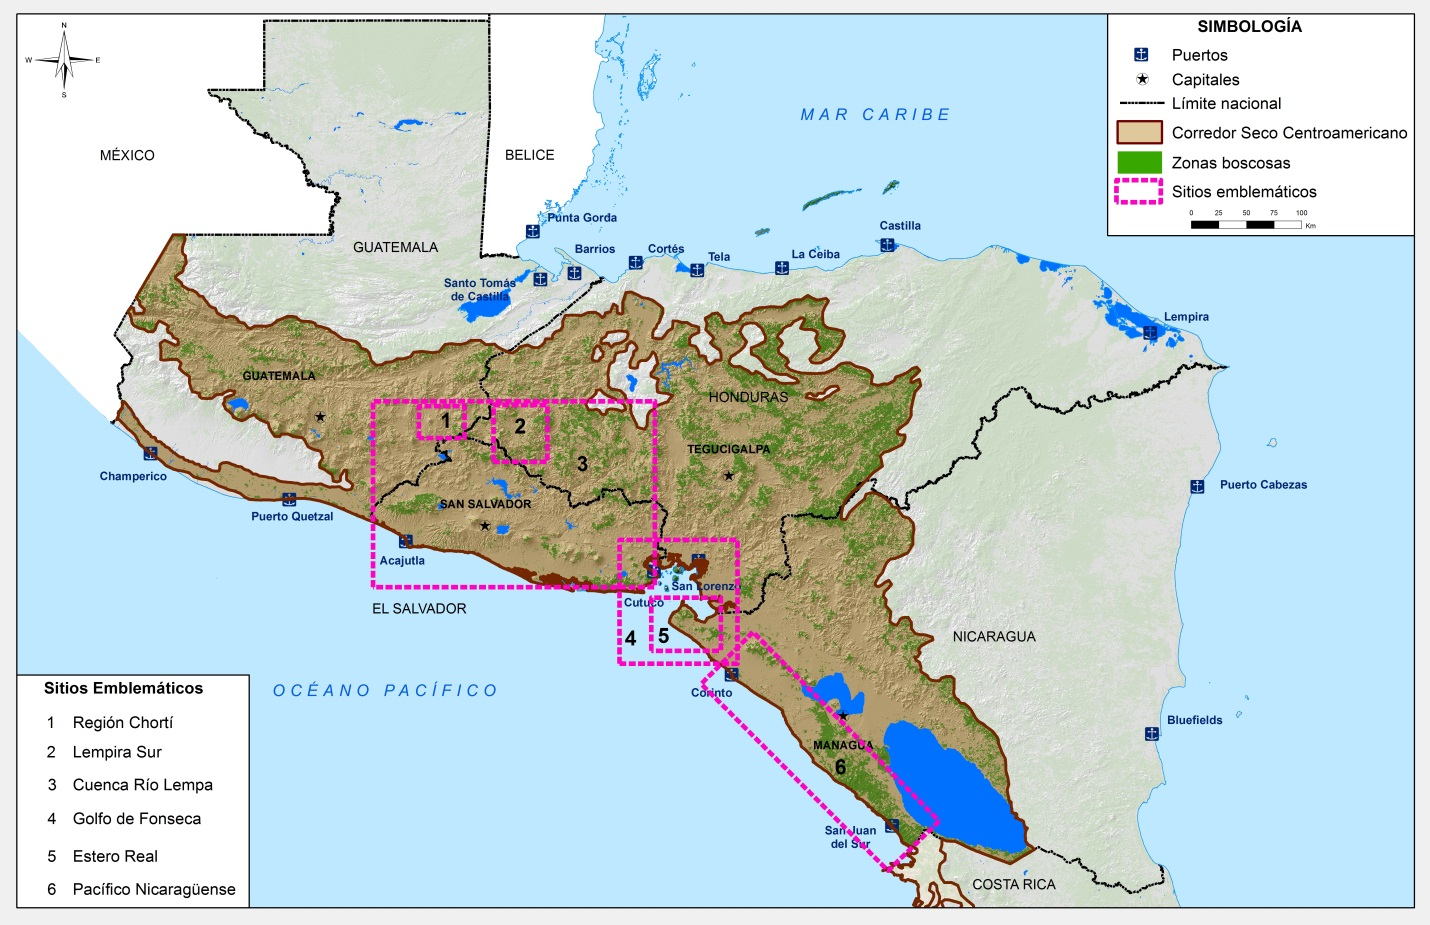 N
W
E
S
SIMBOLOGÍA
Puertos
Capitales
Límite nacional
Corredor Seco Centroamericano
Zonas boscosas
Sitios emblemáticos
0 25 50 75 100
Km
MAR CARIBE
MÉXICO
BELICE
Punta Gorda
GUATEMALA
Barrios
Cortés
Tela
La Ceiba
Castilla
Santo Tomás
de Castilla
Lempira
GUATEMALA
HONDURAS
1
2
3
TEGUCIGALPA
Champerico
Puerto Cabezas
SAN SALVADOR
Puerto Quetzal
Acajutla
San Lorenzo
Cutuco
EL SALVADOR
4
5
NICARAGUA
OCÉANO PACÍFICO
Corinto
Bluefields
MANAGUA
6
San Juan
del Sur
COSTA RICA
Sitios Emblemáticos
1 Región Chortí
2 Lempira Sur
3 Cuenca Río Lempa
4 Golfo de Fonseca
5 Estero Real
6 Pacífico Nicaragüense